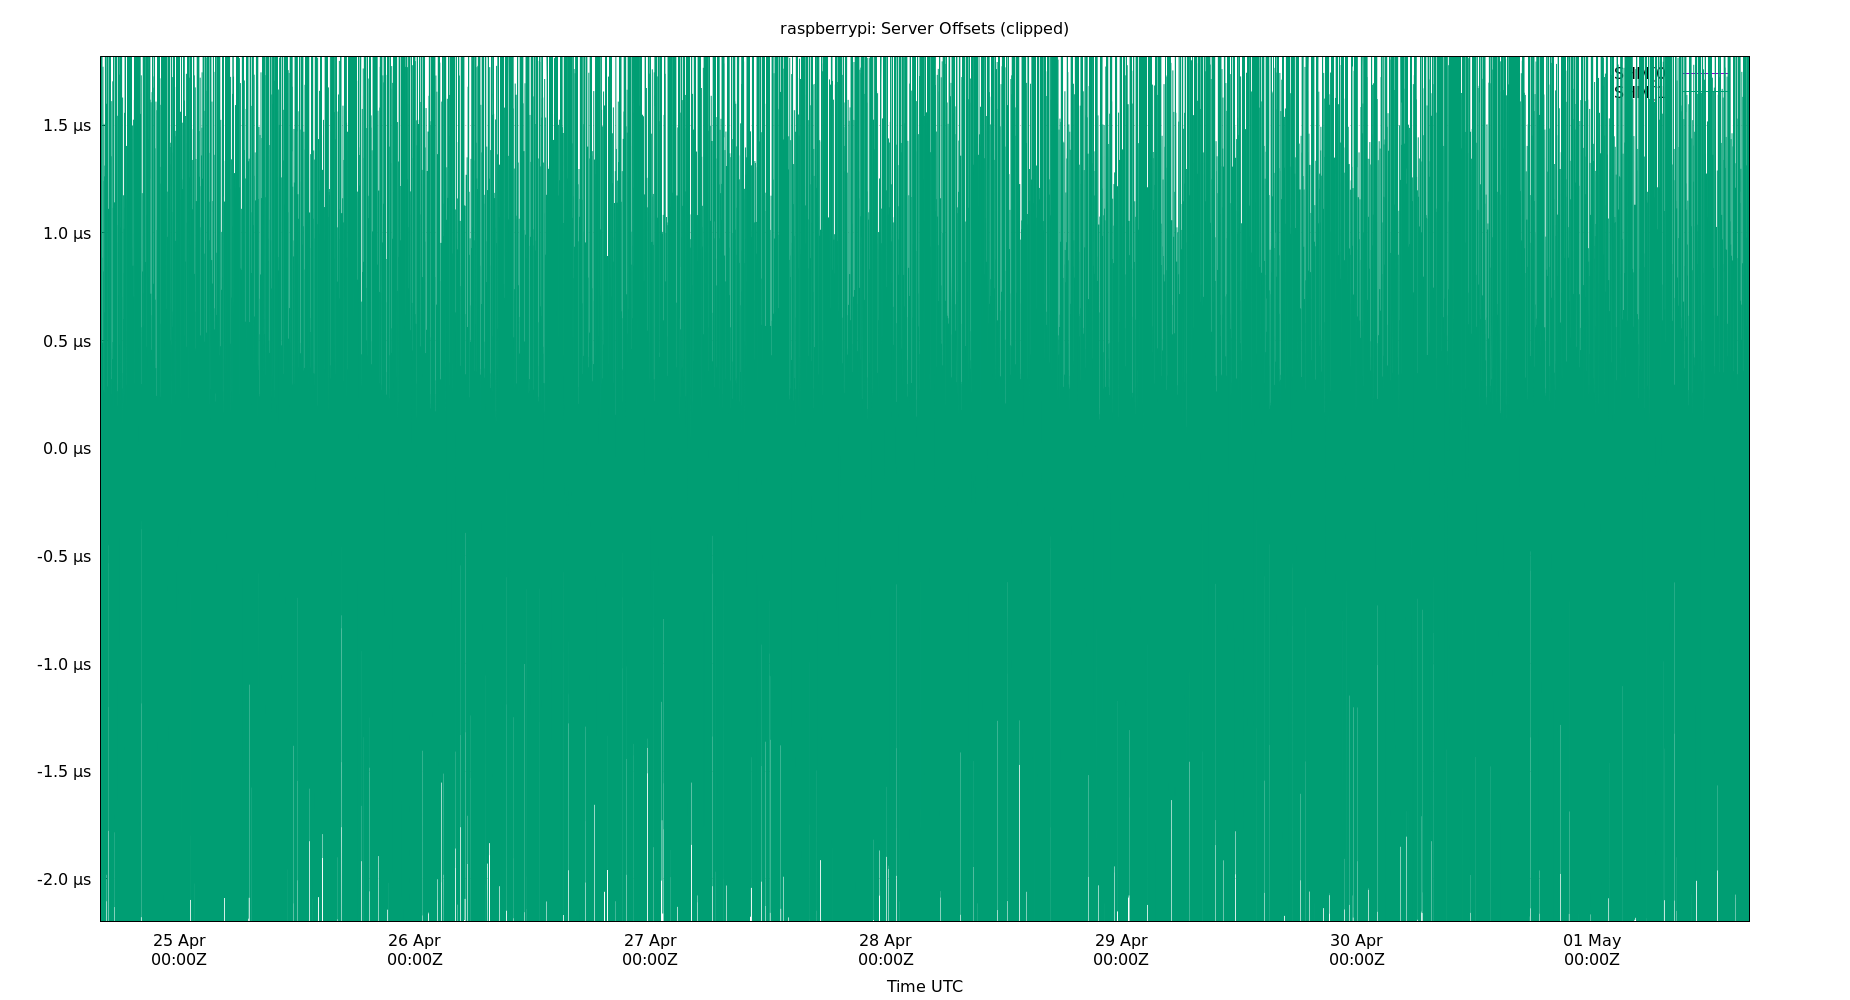 raspberrypi: Server Offsets (clipped)
1.5 µs
1.0 µs
0.5 µs
0.0 µs
-0.5 µs
-1.0 µs
-1.5 µs
-2.0 µs
25 Apr 26 Apr 27 Apr 28 Apr 29 Apr 30 Apr 01 May
00:00Z 00:00Z 00:00Z 00:00Z 00:00Z 00:00Z 00:00Z
Time UTC